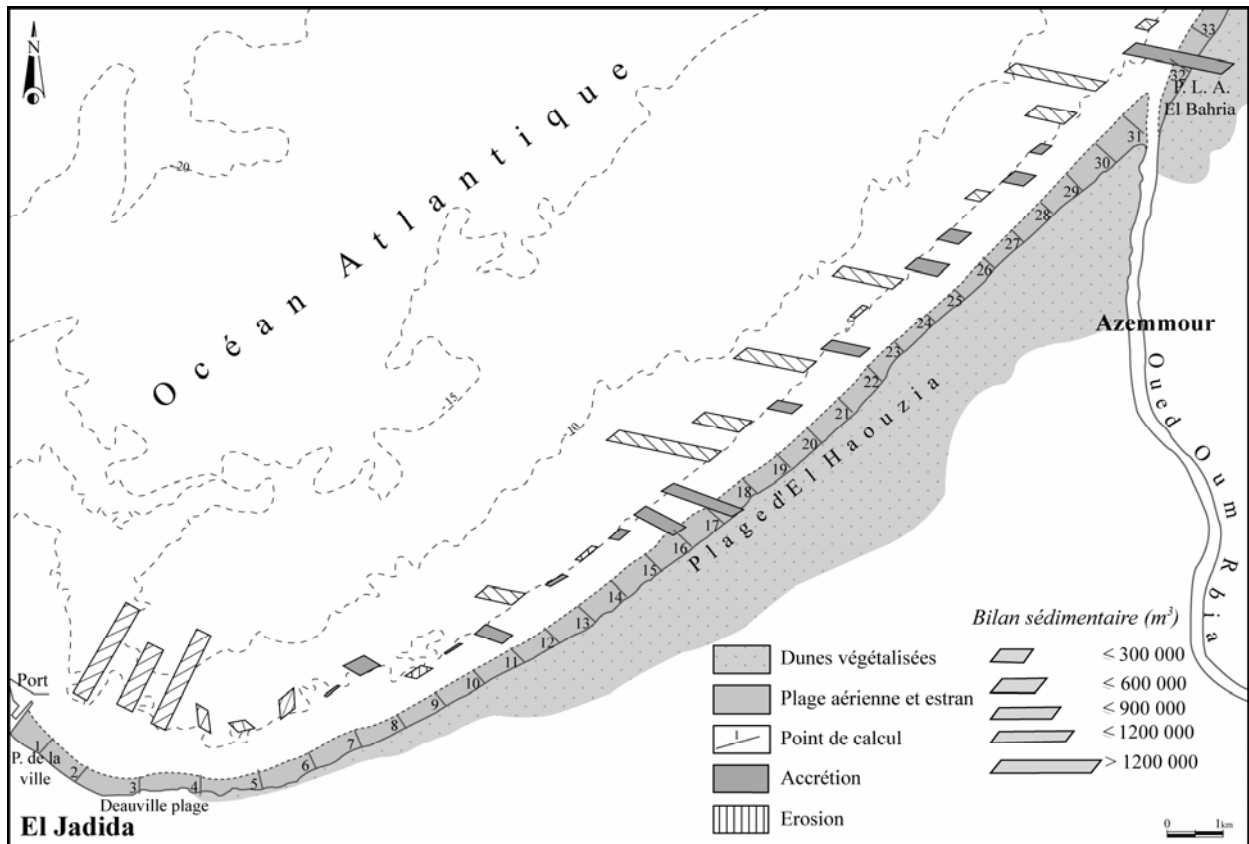 N
Océan Atlantique
20
15
10
33
32
P. L. A.
El Bahria
31
30
29
28
27
26
25
24
23
22
21
20
19
18
17
16
15
14
13
12
11
10
9
8
7
6
5
4
3
2
1
Azemmour
Oued Oum Rbia
Plage d'El Haouzia
Port
P. de la
ville
Deauville plage
El Jadida
Dunes végétalisées
Plage aérienne et estran
1
Point de calcul
Accrétion
Erosion
Bilan sédimentaire (m³)
≤ 300 000
≤ 600 000
≤ 900 000
≤ 1200 000
> 1200 000
0 1km